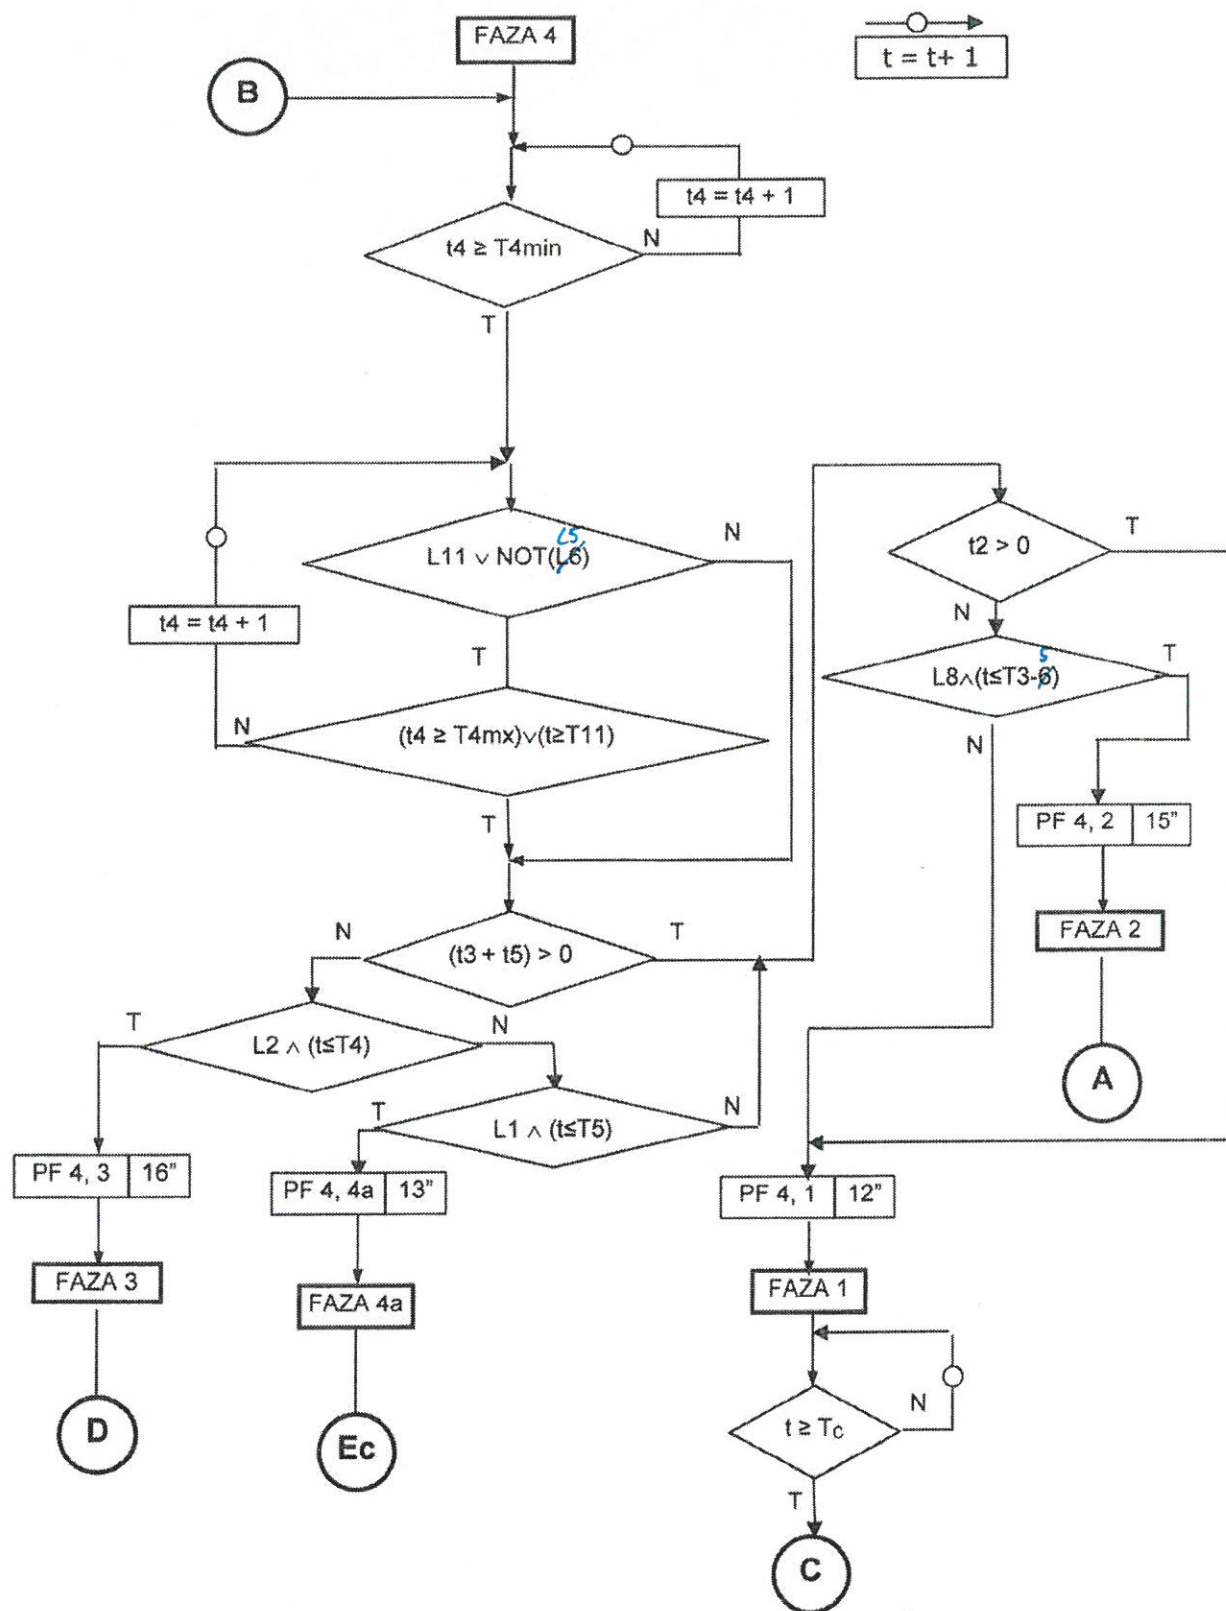 FAZA 4
t = t+ 1
B
t4 = t4 + 1
t4 ≥ T4min
N
T
L5
L11 ∨ NOT(L6)
N
t2 > 0
T
t4 = t4 + 1
N
T
5
L8∧(t≤T3-6)
T
N
(t4 ≥ T4mx)∨(t≥T11)
N
T
PF 4, 2 15"
FAZA 2
N
(t3 + t5) > 0
T
T
L2 ∧ (t≤T4)
N
A
T
L1 ∧ (t≤T5)
N
PF 4, 3 16"
PF 4, 4a 13"
PF 4, 1 12"
FAZA 3
FAZA 4a
FAZA 1
D
Ec
t ≥ Tc
N
T
C